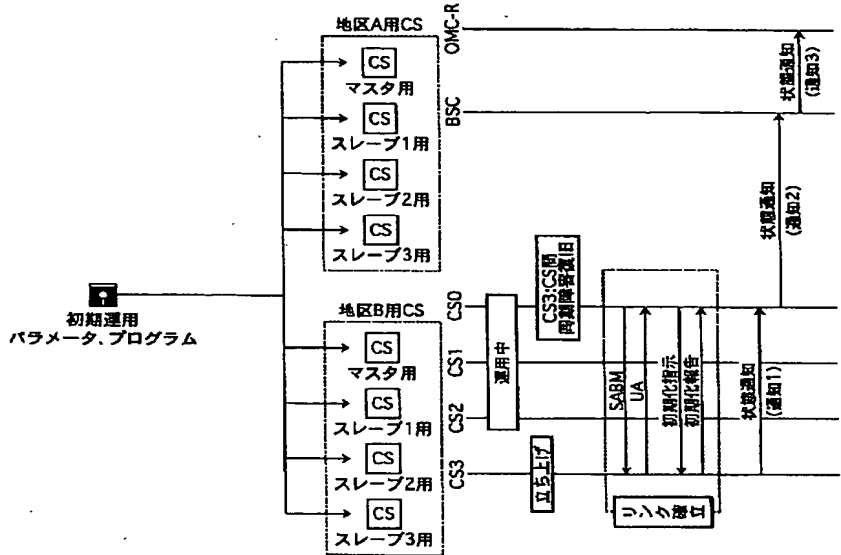 初期運用
パラメータ、プログラム
地区A用CS
CS
マスタ用
CS
スレーブ1用
CS
スレーブ2用
CS
スレーブ3用
地区B用CS
CS
マスタ用
CS
スレーブ1用
CS
スレーブ2用
CS
スレーブ3用
OMC-R
BSC
CS0
CS1
CS2
CS3
運用中
CS3:CS間
同期障害復旧
立ち上げ
SABM
UA
初期化指示
初期化報告
リンク確立
状態通知
(通知1)
状態通知
(通知2)
状態通知
(通知3)